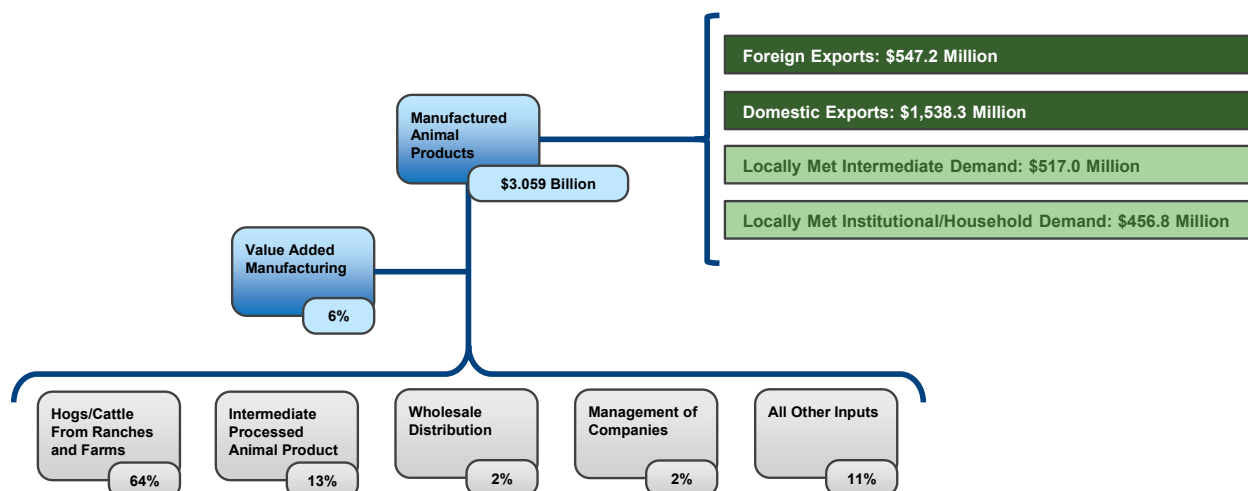 Foreign Exports: $547.2 Million
Domestic Exports: $1,538.3 Million
Locally Met Intermediate Demand: $517.0 Million
Locally Met Institutional/Household Demand: $456.8 Million
Manufactured
Animal
Products
$3.059 Billion
Value Added
Manufacturing
6%
Hogs/Cattle
From Ranches
and Farms
64%
Intermediate
Processed
Animal Product
13%
Wholesale
Distribution
2%
Management of
Companies
2%
All Other Inputs
11%